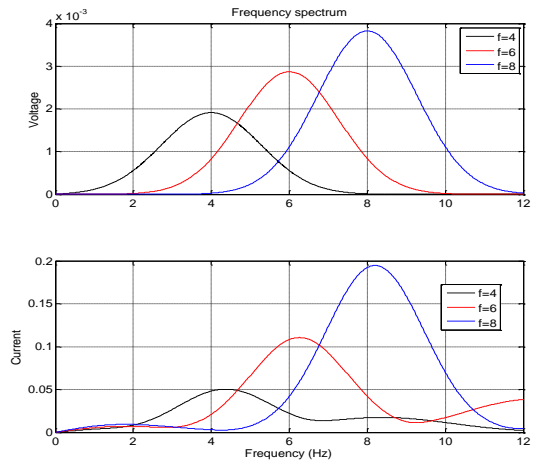 Frequency spectrum
x 10⁻³
4
3
2
1
0
Voltage
f=4
f=6
f=8
0 2 4 6 8 10 12
0.2
0.15
0.1
0.05
0
Current
f=4
f=6
f=8
0 2 4 6 8 10 12
Frequency (Hz)